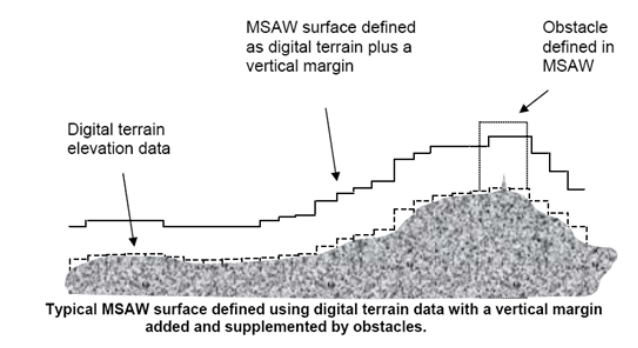 MSAW surface defined
as digital terrain plus a
vertical margin
Obstacle
defined in
MSAW
Digital terrain
elevation data
Typical MSAW surface defined using digital terrain data with a vertical margin
added and supplemented by obstacles.